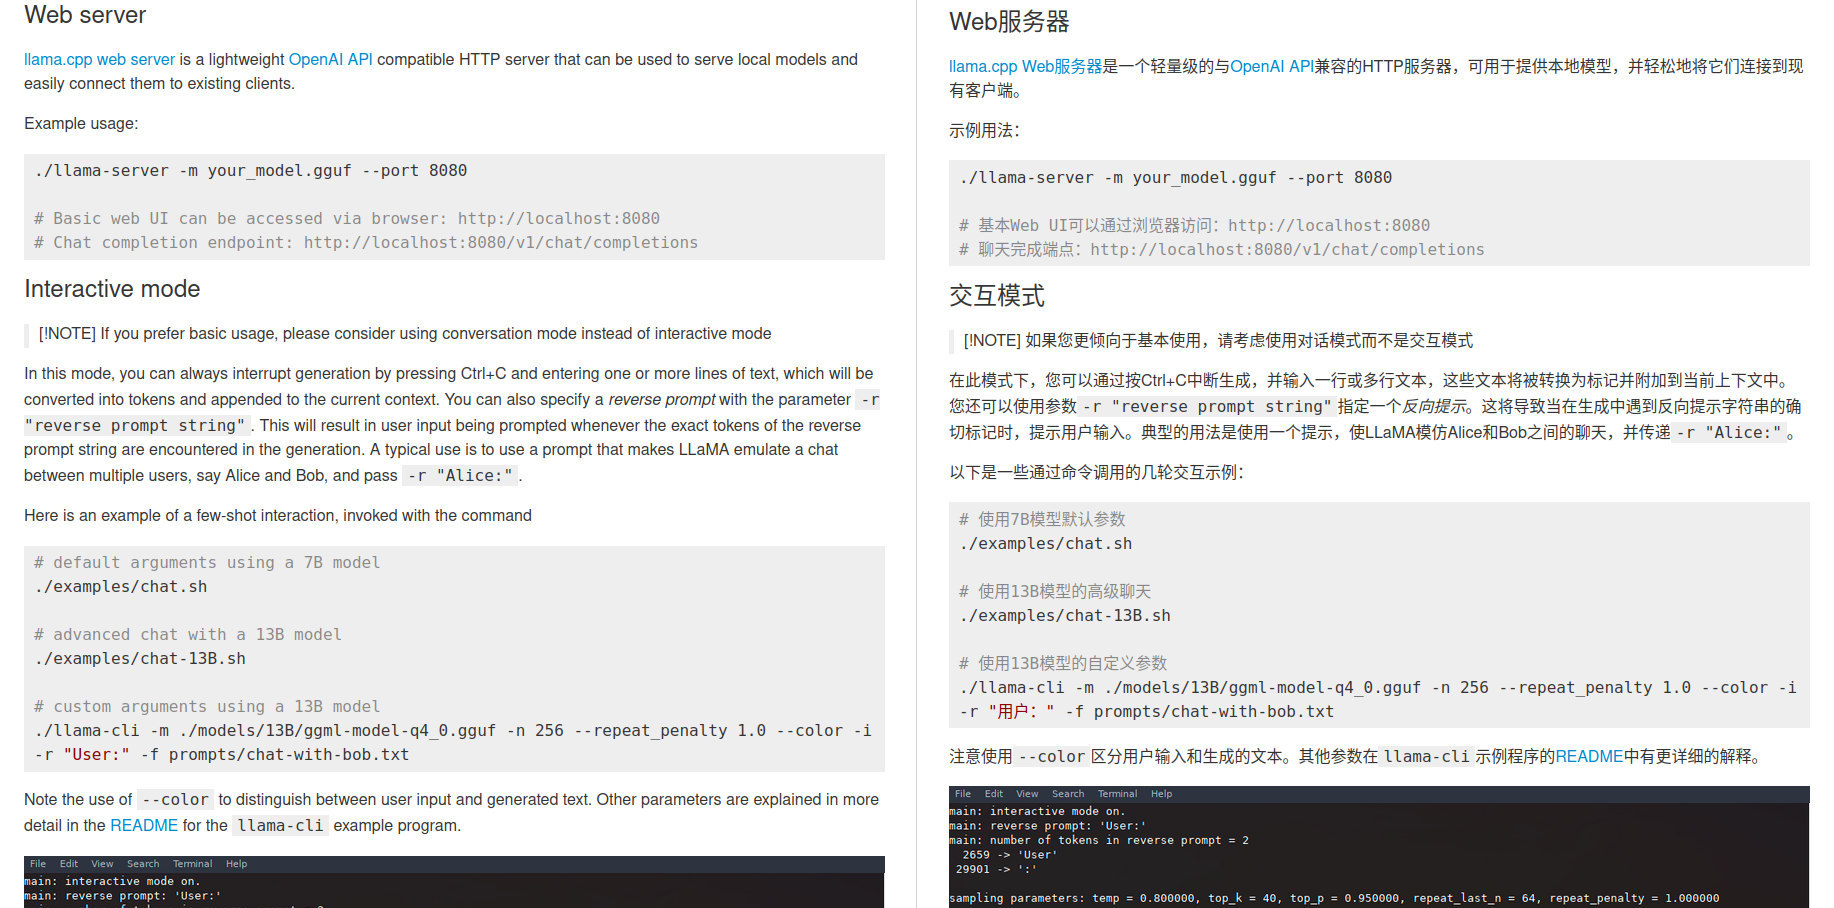 Web server
llama.cpp web server is a lightweight OpenAI API compatible HTTP server that can be used to serve local models and
easily connect them to existing clients.
Example usage:
./llama-server -m your_model.gguf --port 8080
# Basic web UI can be accessed via browser: http://localhost:8080
# Chat completion endpoint: http://localhost:8080/v1/chat/completions
Interactive mode
[!NOTE] If you prefer basic usage, please consider using conversation mode instead of interactive mode
In this mode, you can always interrupt generation by pressing Ctrl+C and entering one or more lines of text, which will be
converted into tokens and appended to the current context. You can also specify a reverse prompt with the parameter -r
"reverse prompt string". This will result in user input being prompted whenever the exact tokens of the reverse
prompt string are encountered in the generation. A typical use is to use a prompt that makes LLaMA emulate a chat
between multiple users, say Alice and Bob, and pass -r "Alice:".
Here is an example of a few-shot interaction, invoked with the command
# default arguments using a 7B model
./examples/chat.sh
# advanced chat with a 13B model
./examples/chat-13B.sh
# custom arguments using a 13B model
./llama-cli -m ./models/13B/ggml-model-q4_0.gguf -n 256 --repeat_penalty 1.0 --color -i
-r "User:" -f prompts/chat-with-bob.txt
Note the use of --color to distinguish between user input and generated text. Other parameters are explained in more
detail in the README for the llama-cli example program.
File Edit View Search Terminal Help
main: interactive mode on.
main: reverse prompt: 'User:'
Web服务器
llama.cpp Web服务器是一个轻量级的与OpenAI API兼容的HTTP服务器，可用于提供本地模型，并轻松地将它们连接到现
有客户端。
示例用法：
./llama-server -m your_model.gguf --port 8080
# 基本Web UI可以通过浏览器访问：http://localhost:8080
# 聊天完成端点：http://localhost:8080/v1/chat/completions
交互模式
[!NOTE] 如果您更倾向于基本使用，请考虑使用对话模式而不是交互模式
在此模式下，您可以通过按Ctrl+C中断生成，并输入一行或多行文本，这些文本将被转换为标记并附加到当前上下文中。
您还可以使用参数-r "reverse prompt string"指定一个反向提示。这将导致当在生成中遇到反向提示字符串的确
切标记时，提示用户输入。典型的用法是使用一个提示，使LLaMA模仿Alice和Bob之间的聊天，并传递-r "Alice:"。
以下是一些通过命令调用的几轮交互示例：
# 使用7B模型默认参数
./examples/chat.sh
# 使用13B模型的高级聊天
./examples/chat-13B.sh
# 使用13B模型的自定义参数
./llama-cli -m ./models/13B/ggml-model-q4_0.gguf -n 256 --repeat_penalty 1.0 --color -i
-r "用户：" -f prompts/chat-with-bob.txt
注意使用--color区分用户输入和生成的文本。其他参数在llama-cli示例程序的README中有更详细的解释。
File Edit View Search Terminal Help
main: interactive mode on.
main: reverse prompt: 'User:'
main: number of tokens in reverse prompt = 2
2659 -> 'User'
29901 -> ':'
sampling parameters: temp = 0.800000, top_k = 40, top_p = 0.950000, repeat_last_n = 64, repeat_penalty = 1.000000